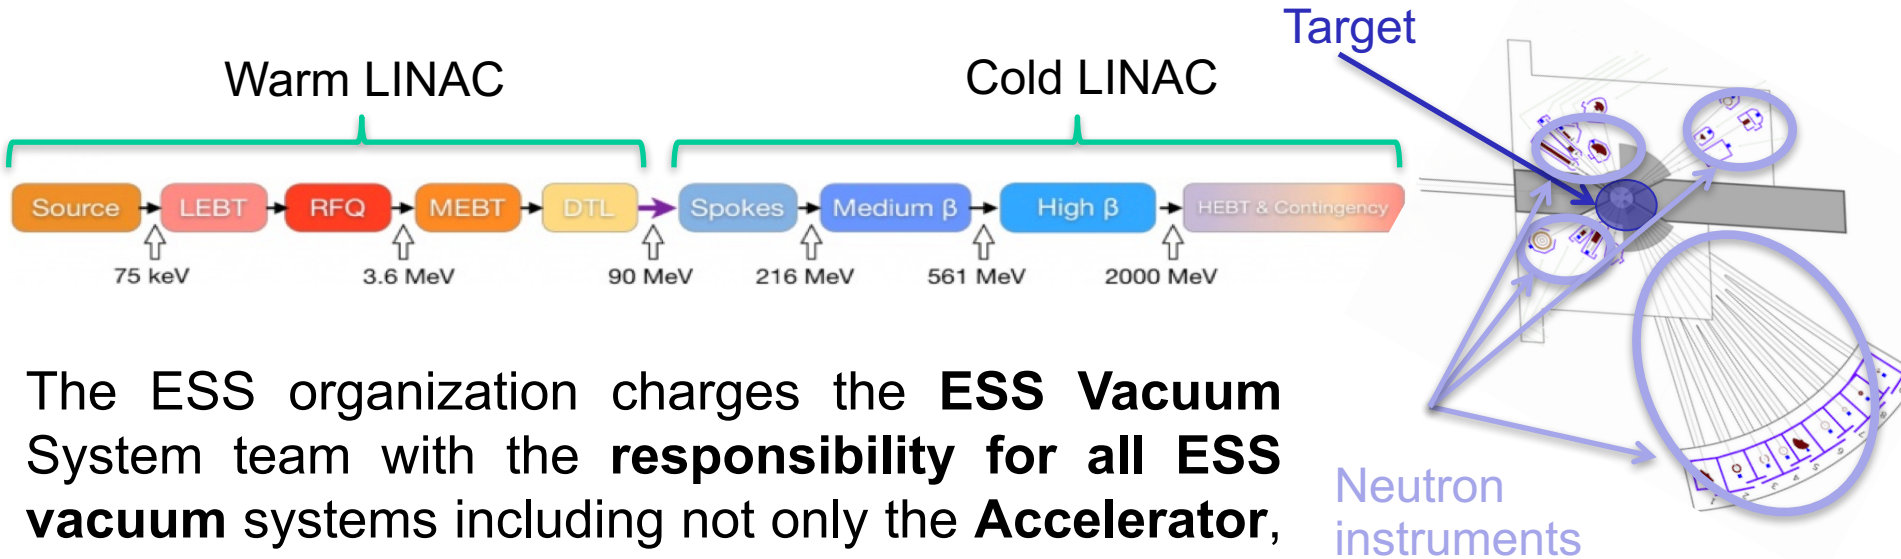 Target
Warm LINAC
Cold LINAC
Source LEBT RFQ MEBT DTL Spokes Medium β High β HEBT & Contingency
75 keV 3.6 MeV 90 MeV 216 MeV 561 MeV 2000 MeV
The ESS organization charges the ESS Vacuum
System team with the responsibility for all ESS
vacuum systems including not only the Accelerator,
Neutron
instruments